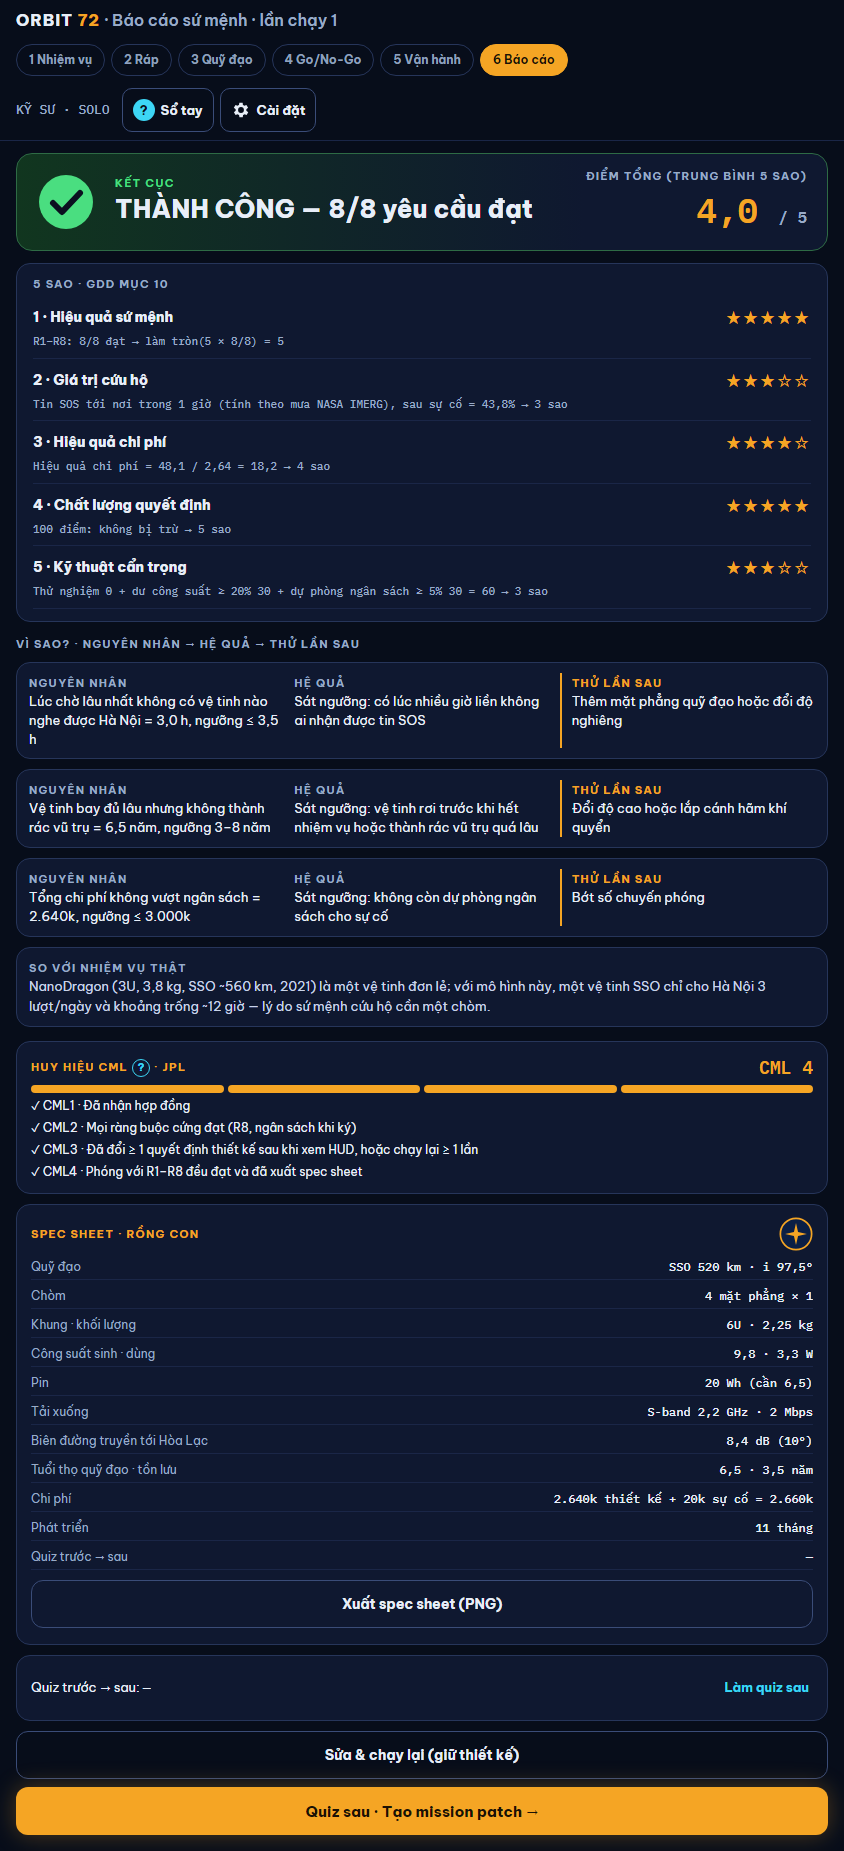 ORBIT 72 · Báo cáo sứ mệnh · lần chạy 1
1 Nhiệm vụ
2 Ráp
3 Quỹ đạo
4 Go/No-Go
5 Vận hành
6 Báo cáo
KỸ SƯ · SOLO
? Sổ tay
Cài đặt
KẾT CỤC
THÀNH CÔNG — 8/8 yêu cầu đạt
ĐIỂM TỔNG (TRUNG BÌNH 5 SAO)
4,0 / 5
5 SAO · GDD MỤC 10
1 · Hiệu quả sứ mệnh ★★★★★
R1–R8: 8/8 đạt → làm tròn(5 × 8/8) = 5
2 · Giá trị cứu hộ ★★★☆☆
Tin SOS tới nơi trong 1 giờ (tính theo mưa NASA IMERG), sau sự cố = 43,8% → 3 sao
3 · Hiệu quả chi phí ★★★★☆
Hiệu quả chi phí = 48,1 / 2,64 = 18,2 → 4 sao
4 · Chất lượng quyết định ★★★★★
100 điểm: không bị trừ → 5 sao
5 · Kỹ thuật cẩn trọng ★★★☆☆
Thử nghiệm 0 + dư công suất ≥ 20% 30 + dự phòng ngân sách ≥ 5% 30 = 60 → 3 sao
VÌ SAO? · NGUYÊN NHÂN → HỆ QUẢ → THỬ LẦN SAU
NGUYÊN NHÂN
Lúc chờ lâu nhất không có vệ tinh nào
nghe được Hà Nội = 3,0 h, ngưỡng ≤ 3,5
h
HỆ QUẢ
Sát ngưỡng: có lúc nhiều giờ liền không
ai nhận được tin SOS
THỬ LẦN SAU
Thêm mặt phẳng quỹ đạo hoặc đổi độ
nghiêng
NGUYÊN NHÂN
Vệ tinh bay đủ lâu nhưng không thành
rác vũ trụ = 6,5 năm, ngưỡng 3–8 năm
HỆ QUẢ
Sát ngưỡng: vệ tinh rơi trước khi hết
nhiệm vụ hoặc thành rác vũ trụ quá lâu
THỬ LẦN SAU
Đổi độ cao hoặc lắp cánh hãm khí
quyển
NGUYÊN NHÂN
Tổng chi phí không vượt ngân sách =
2.640k, ngưỡng ≤ 3.000k
HỆ QUẢ
Sát ngưỡng: không còn dự phòng ngân
sách cho sự cố
THỬ LẦN SAU
Bớt số chuyến phóng
SO VỚI NHIỆM VỤ THẬT
NanoDragon (3U, 3,8 kg, SSO ~560 km, 2021) là một vệ tinh đơn lẻ; với mô hình này, một vệ tinh SSO chỉ cho Hà Nội 3
lượt/ngày và khoảng trống ~12 giờ — lý do sứ mệnh cứu hộ cần một chòm.
HUY HIỆU CML ? · JPL
CML 4
✓ CML1 · Đã nhận hợp đồng
✓ CML2 · Mọi ràng buộc cứng đạt (R8, ngân sách khi ký)
✓ CML3 · Đã đổi ≥ 1 quyết định thiết kế sau khi xem HUD, hoặc chạy lại ≥ 1 lần
✓ CML4 · Phóng với R1–R8 đều đạt và đã xuất spec sheet
SPEC SHEET · RỒNG CON
Quỹ đạo SSO 520 km · i 97,5°
Chòm 4 mặt phẳng × 1
Khung · khối lượng 6U · 2,25 kg
Công suất sinh · dùng 9,8 · 3,3 W
Pin 20 Wh (cần 6,5)
Tải xuống S-band 2,2 GHz · 2 Mbps
Biên đường truyền tới Hòa Lạc 8,4 dB (10°)
Tuổi thọ quỹ đạo · tồn lưu 6,5 · 3,5 năm
Chi phí 2.640k thiết kế + 20k sự cố = 2.660k
Phát triển 11 tháng
Quiz trước → sau —
Xuất spec sheet (PNG)
Quiz trước → sau: —
Làm quiz sau
Sửa & chạy lại (giữ thiết kế)
Quiz sau · Tạo mission patch →